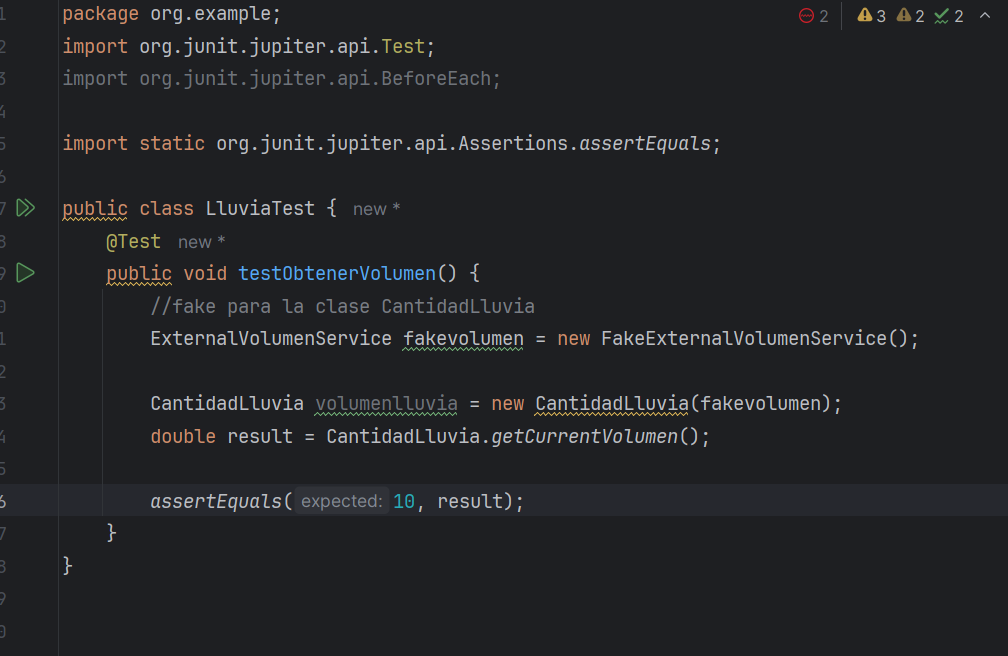 2 3 2 2
1 package org.example;
2 import org.junit.jupiter.api.Test;
3 import org.junit.jupiter.api.BeforeEach;
4
5 import static org.junit.jupiter.api.Assertions.assertEquals;
6
7 public class LluviaTest { new *
8 @Test new *
9 public void testObtenerVolumen() {
0 //fake para la clase CantidadLluvia
1 ExternalVolumenService fakevolumen = new FakeExternalVolumenService();
2
3 CantidadLluvia volumenlluvia = new CantidadLluvia(fakevolumen);
4 double result = CantidadLluvia.getCurrentVolumen();
5
6 assertEquals( expected: 10, result);
7 }
8 }
9
0